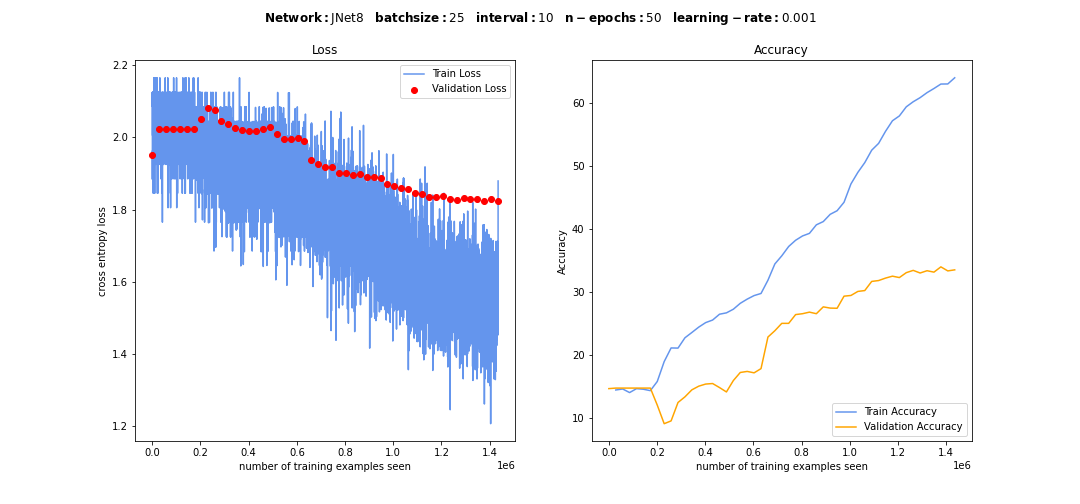 Network: JNet8 batchsize: 25 interval: 10 n − epochs: 50 learning − rate: 0.001
Loss
Train Loss
Validation Loss
2.2
2.0
1.8
1.6
1.4
1.2
cross entropy loss
0.0 0.2 0.4 0.6 0.8 1.0 1.2 1.4
1e6
number of training examples seen
Accuracy
60
50
40
30
20
10
Accuracy
Train Accuracy
Validation Accuracy
0.0 0.2 0.4 0.6 0.8 1.0 1.2 1.4
1e6
number of training examples seen